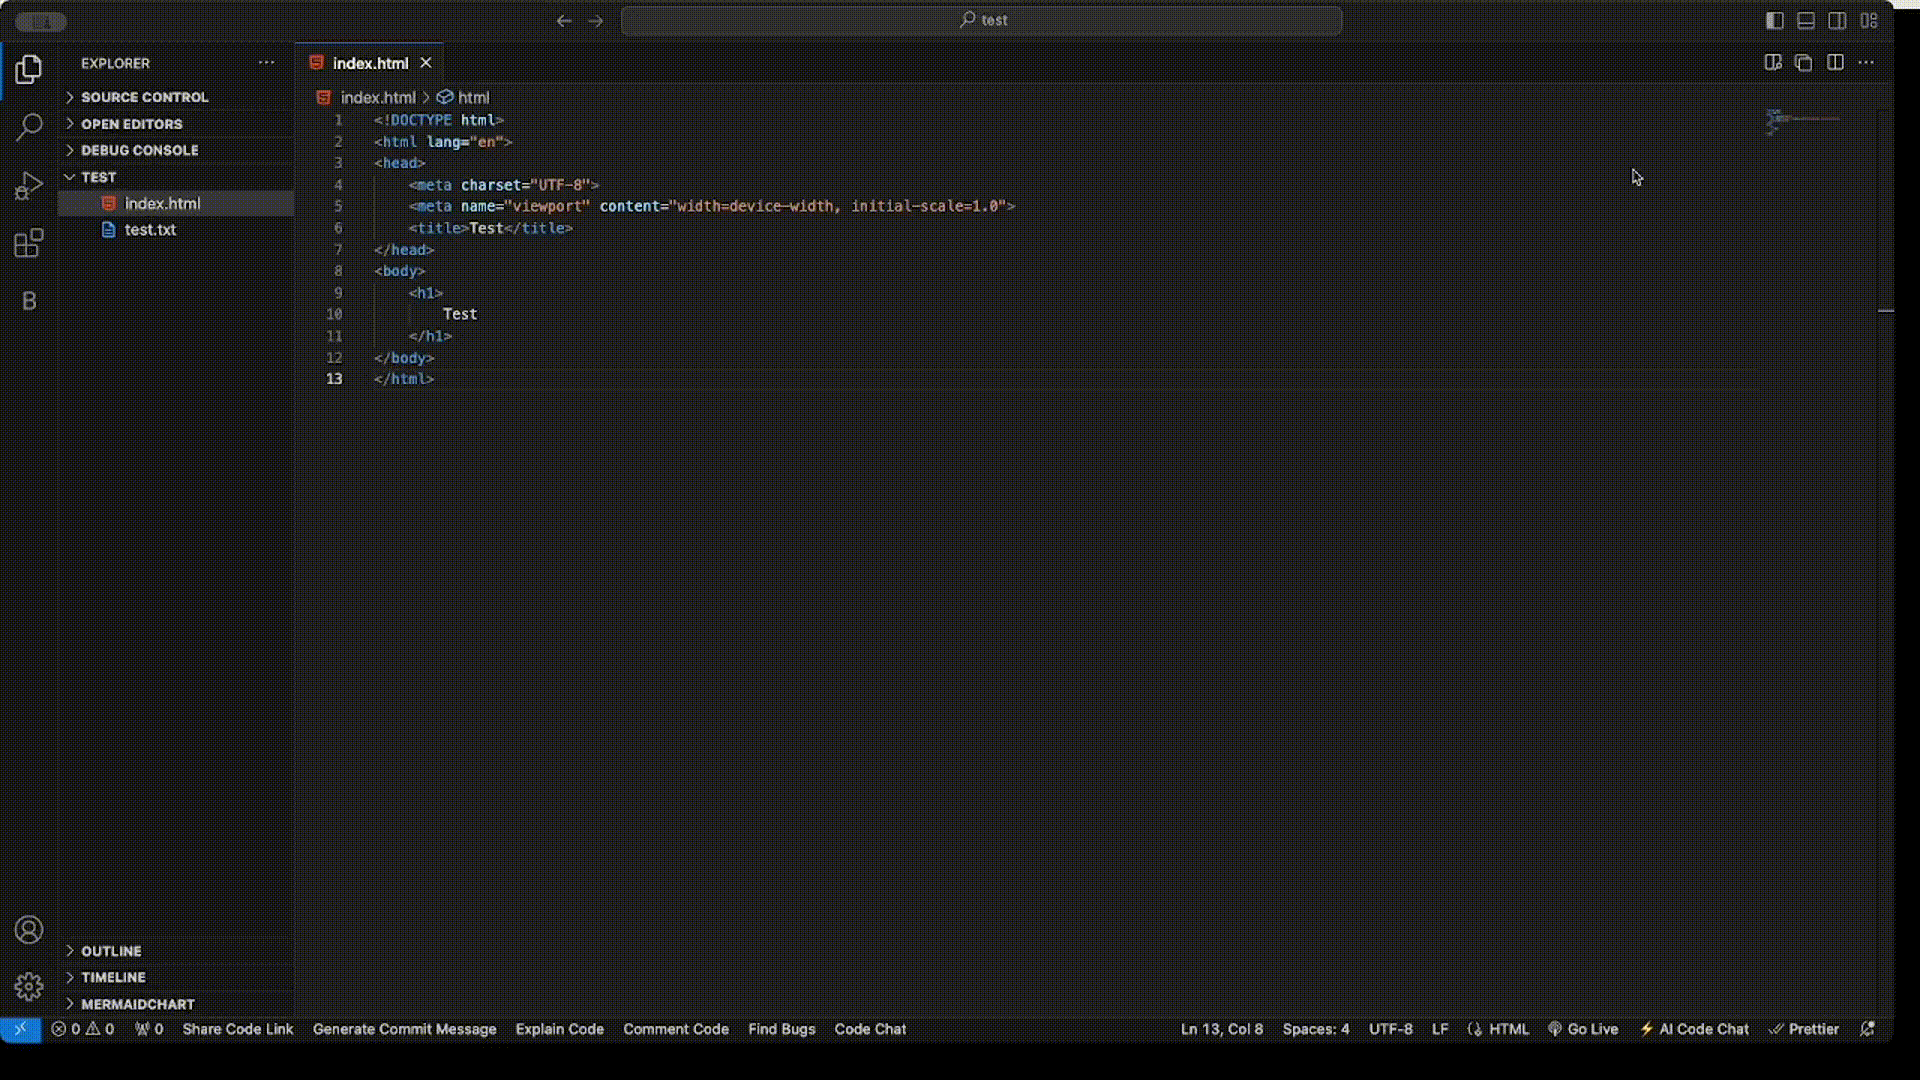 test
EXPLORER
SOURCE CONTROL
OPEN EDITORS
DEBUG CONSOLE
TEST
index.html
test.txt
B
OUTLINE
TIMELINE
MERMAIDCHART
index.html
index.html > html
1 <!DOCTYPE html>
2 <html lang="en">
3 <head>
4 <meta charset="UTF-8">
5 <meta name="viewport" content="width=device-width, initial-scale=1.0">
6 <title>Test</title>
7 </head>
8 <body>
9 <h1>
10 Test
11 </h1>
12 </body>
13 </html>
0 0 0 Share Code Link Generate Commit Message Explain Code Comment Code Find Bugs Code Chat Ln 13, Col 8 Spaces: 4 UTF-8 LF HTML Go Live AI Code Chat Prettier